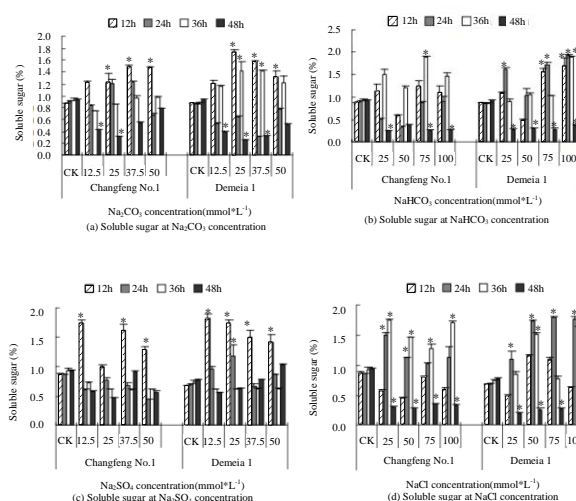 12h 24h 36h 48h
Soluble sugar (%)
2.0
1.8
1.6
1.4
1.2
1.0
0.8
0.6
0.4
0.2
0.0
CK 12.5 25 37.5 50 CK 12.5 25 37.5 50
Changfeng No.1 Demeia 1
Na₂CO₃ concentration(mmol*L⁻¹)
(a) Soluble sugar at Na₂CO₃ concentration
12h 24h 36h 48h
Soluble sugar (%)
2.5
2.0
1.5
1.0
0.5
0.0
CK 25 50 75 100 CK 25 50 75 100
Changfeng No.1 Demeia 1
NaHCO₃ concentration(mmol*L⁻¹)
(b) Soluble sugar at NaHCO₃ concentration
12h 24h 36h 48h
Soluble sugar (%)
2.0
1.5
1.0
0.5
0.0
CK 12.5 25 37.5 50 CK 12.5 25 37.5 50
Changfeng No.1 Demeia 1
Na₂SO₄ concentration(mmol*L⁻¹)
(c) Soluble sugar at Na₂SO₄ concentration
12h 24h 36h 48h
Soluble sugar (%)
2.0
1.5
1.0
0.5
0.0
CK 25 50 75 100 CK 25 50 75 100
Changfeng No.1 Demeia 1
NaCl concentration(mmol*L⁻¹)
(d) Soluble sugar at NaCl concentration